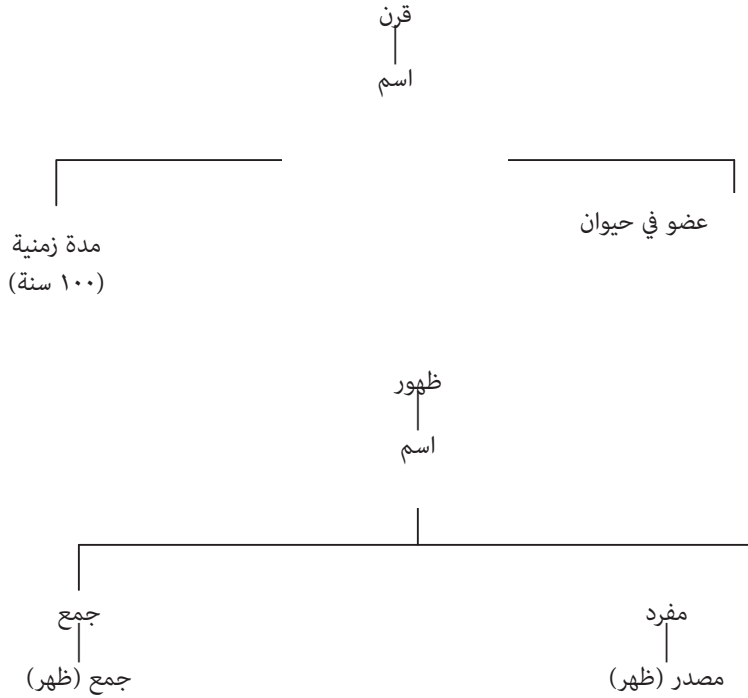 قرن
اسم
عضو في حيوان
مدة زمنية
(١٠٠ سنة)
ظهور
اسم
مفرد
جمع
مصدر (ظهر)
جمع (ظهر)